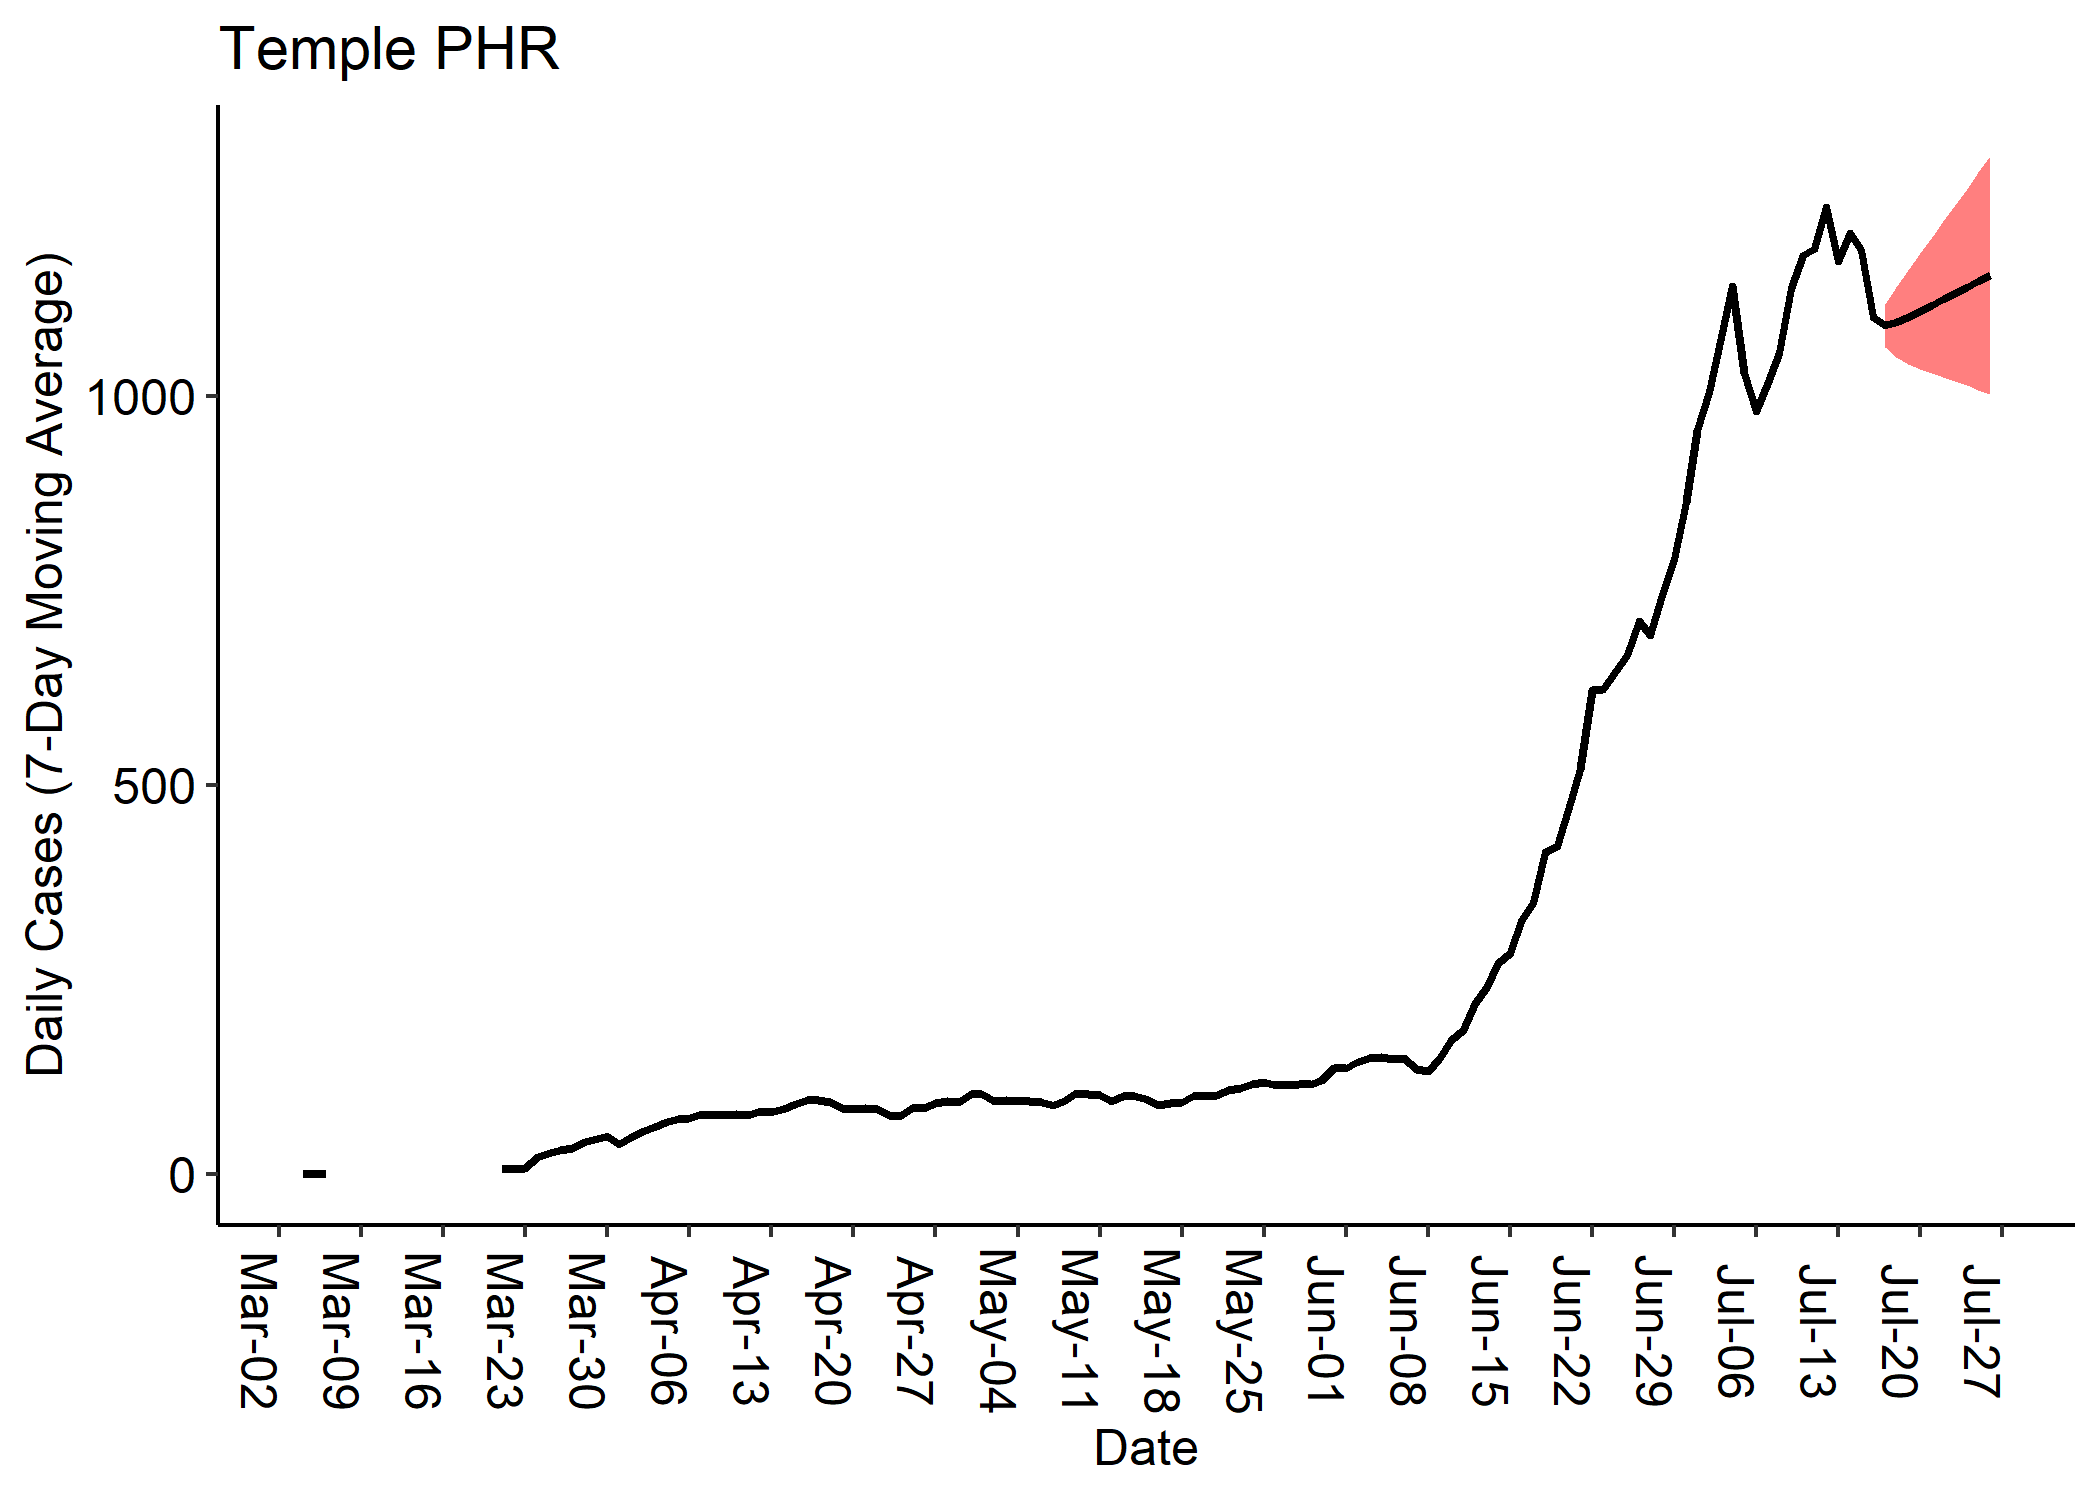 Temple PHR
Daily Cases (7-Day Moving Average)
1000
500
0
Mar-02
Mar-09
Mar-16
Mar-23
Mar-30
Apr-06
Apr-13
Apr-20
Apr-27
May-04
May-11
May-18
May-25
Jun-01
Jun-08
Jun-15
Jun-22
Jun-29
Jul-06
Jul-13
Jul-20
Jul-27
Date